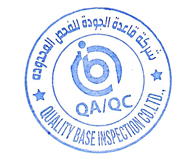 شركة قاعدة الجودة للفحص المحدودة
QA/QC
QUALITY BASE INSPECTION CO LTD.,